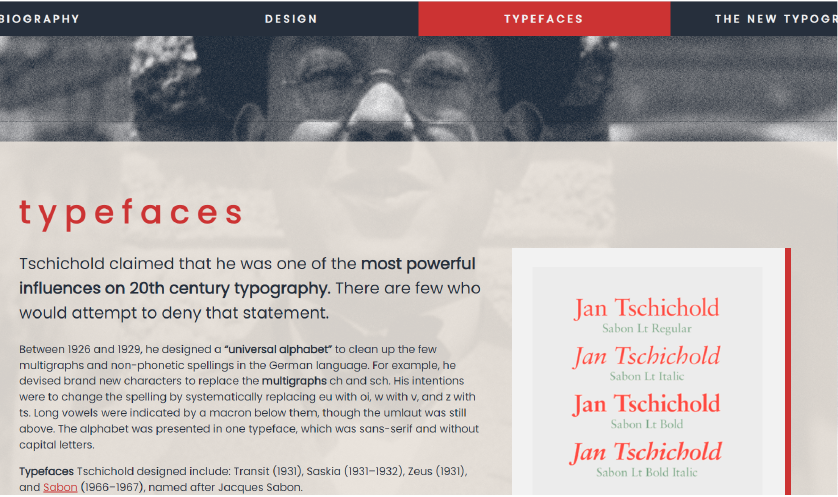 BIOGRAPHY
DESIGN
TYPEFACES
THE NEW TYPOGR
typefaces
Tschichold claimed that he was one of the most powerful
influences on 20th century typography. There are few who
would attempt to deny that statement.
Between 1926 and 1929, he designed a “universal alphabet” to clean up the few
multigraphs and non-phonetic spellings in the German language. For example, he
devised brand new characters to replace the multigraphs ch and sch. His intentions
were to change the spelling by systematically replacing eu with oi, w with v, and z with
ts. Long vowels were indicated by a macron below them, though the umlaut was still
above. The alphabet was presented in one typeface, which was sans-serif and without
capital letters.
Typefaces Tschichold designed include: Transit (1931), Saskia (1931–1932), Zeus (1931),
and Sabon (1966–1967), named after Jacques Sabon.
Jan Tschichold
Sabon Lt Regular
Jan Tschichold
Sabon Lt Italic
Jan Tschichold
Sabon Lt Bold
Jan Tschichold
Sabon Lt Bold Italic